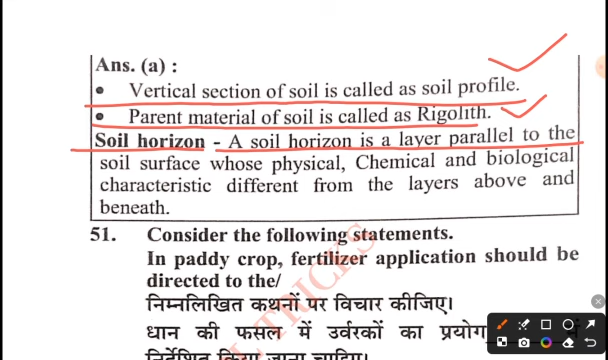 Ans. (a) :
• Vertical section of soil is called as soil profile.
• Parent material of soil is called as Rigolith.
Soil horizon - A soil horizon is a layer parallel to the
soil surface whose physical, Chemical and biological
characteristic different from the layers above and
beneath.
51. Consider the following statements.
In paddy crop, fertilizer application should be
directed to the/
निम्नलिखित कथनों पर विचार कीजिए।
धान की फसल में उर्वरकों का प्रयोग में
निर्देशित किया जाना चाहिए।